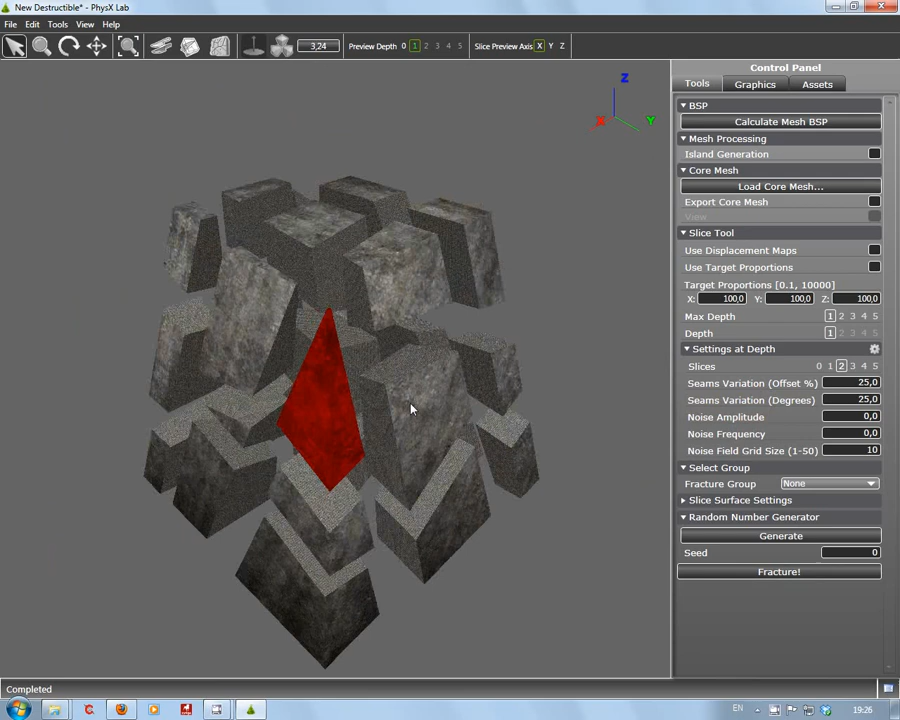 New Destructible* - PhysX Lab
File Edit Tools View Help
3,24 Preview Depth 0 1 2 3 4 5 Slice Preview Axis X Y Z
Control Panel
Tools Graphics Assets
BSP
Calculate Mesh BSP
Mesh Processing
Island Generation
Core Mesh
Load Core Mesh...
Export Core Mesh
View
Slice Tool
Use Displacement Maps
Use Target Proportions
Target Proportions [0.1, 10000]
X: 100,0 Y: 100,0 Z: 100,0
Max Depth 1 2 3 4 5
Depth 1 2 3 4 5
Settings at Depth
Slices 0 1 2 3 4 5
Seams Variation (Offset %) 25,0
Seams Variation (Degrees) 25,0
Noise Amplitude 0,0
Noise Frequency 0,0
Noise Field Grid Size (1-50) 10
Select Group
Fracture Group None
Slice Surface Settings
Random Number Generator
Generate
Seed 0
Fracture!
Z
X
Y
Completed
EN 19:26